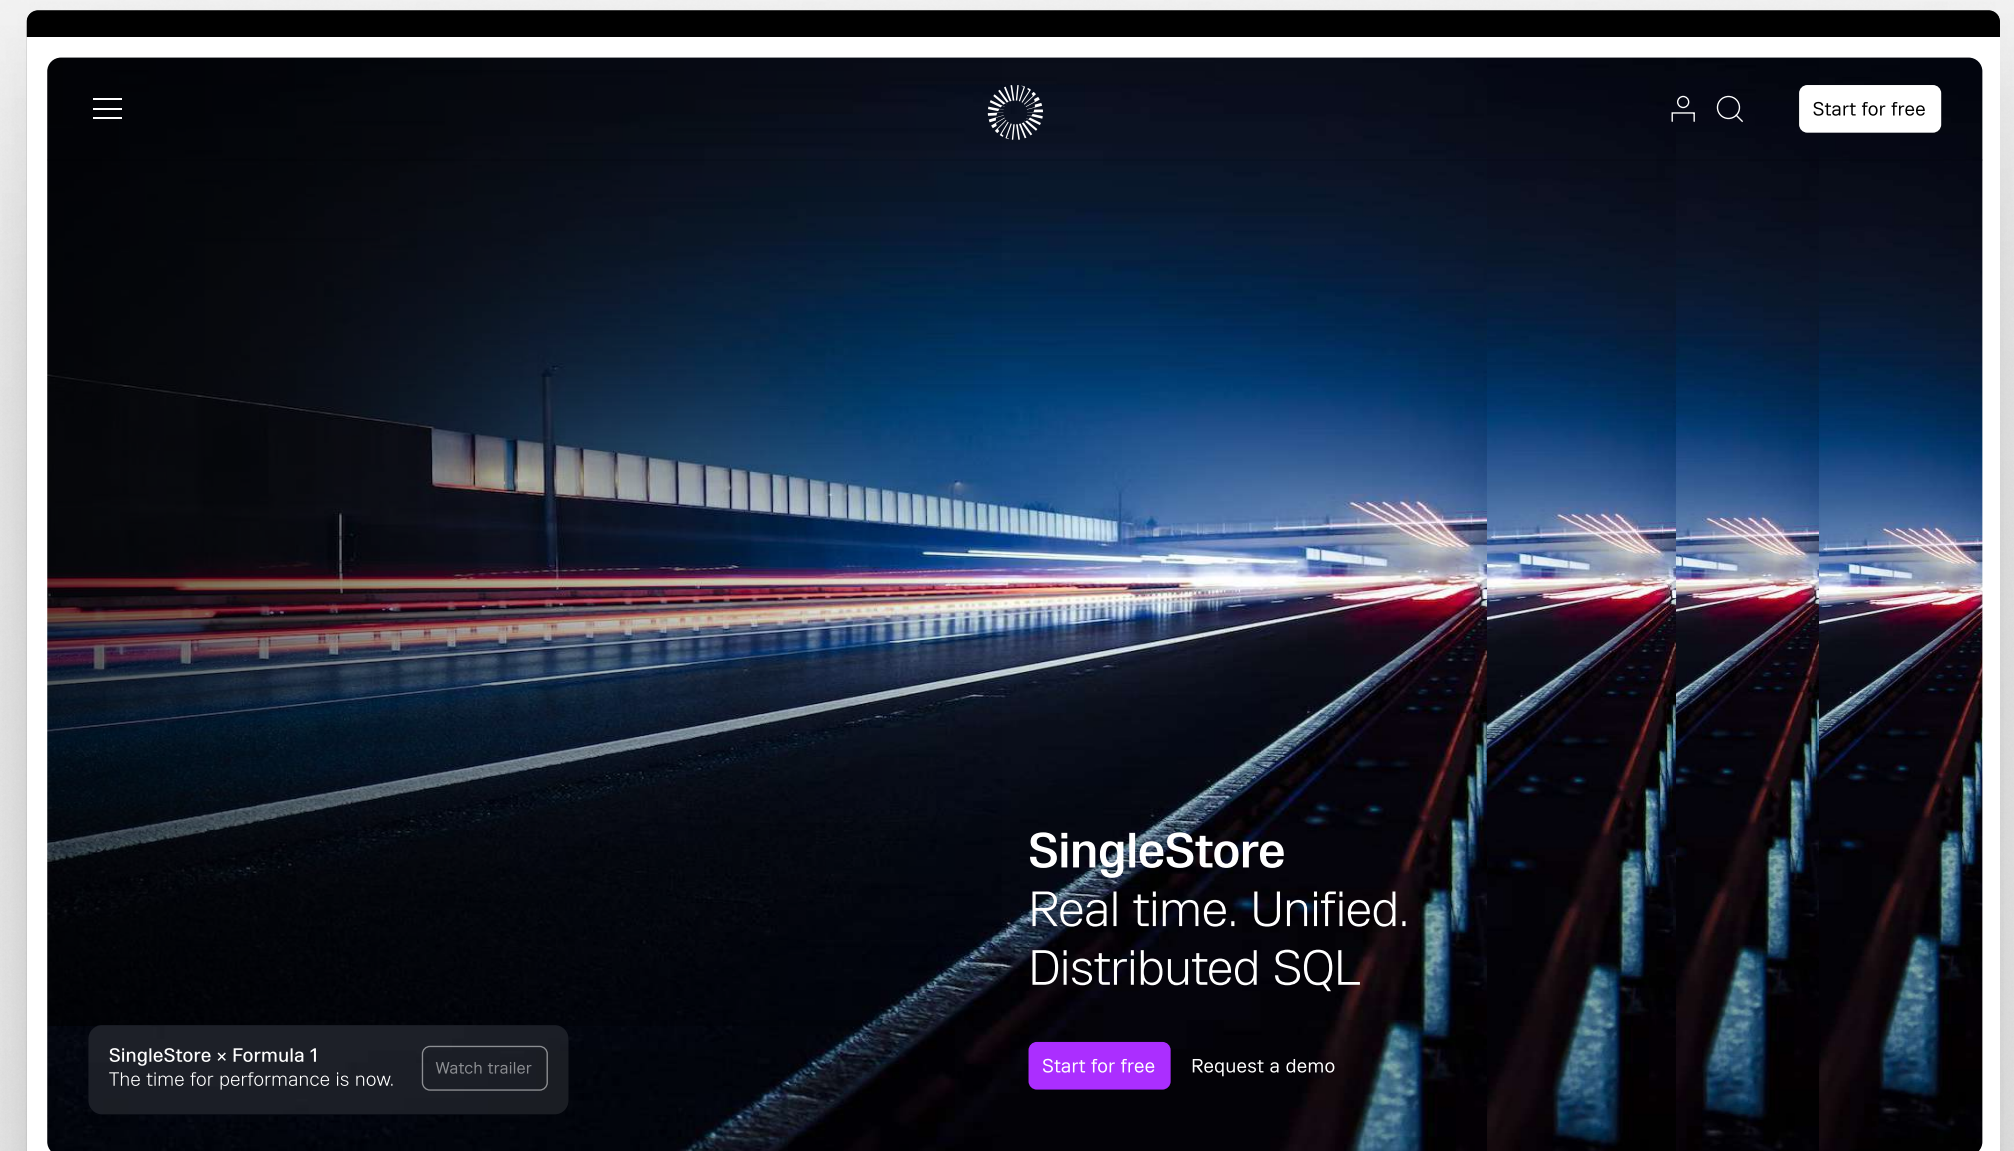 Start for free
SingleStore
Real time. Unified.
Distributed SQL
Start for free
Request a demo
SingleStore × Formula 1
The time for performance is now.
Watch trailer